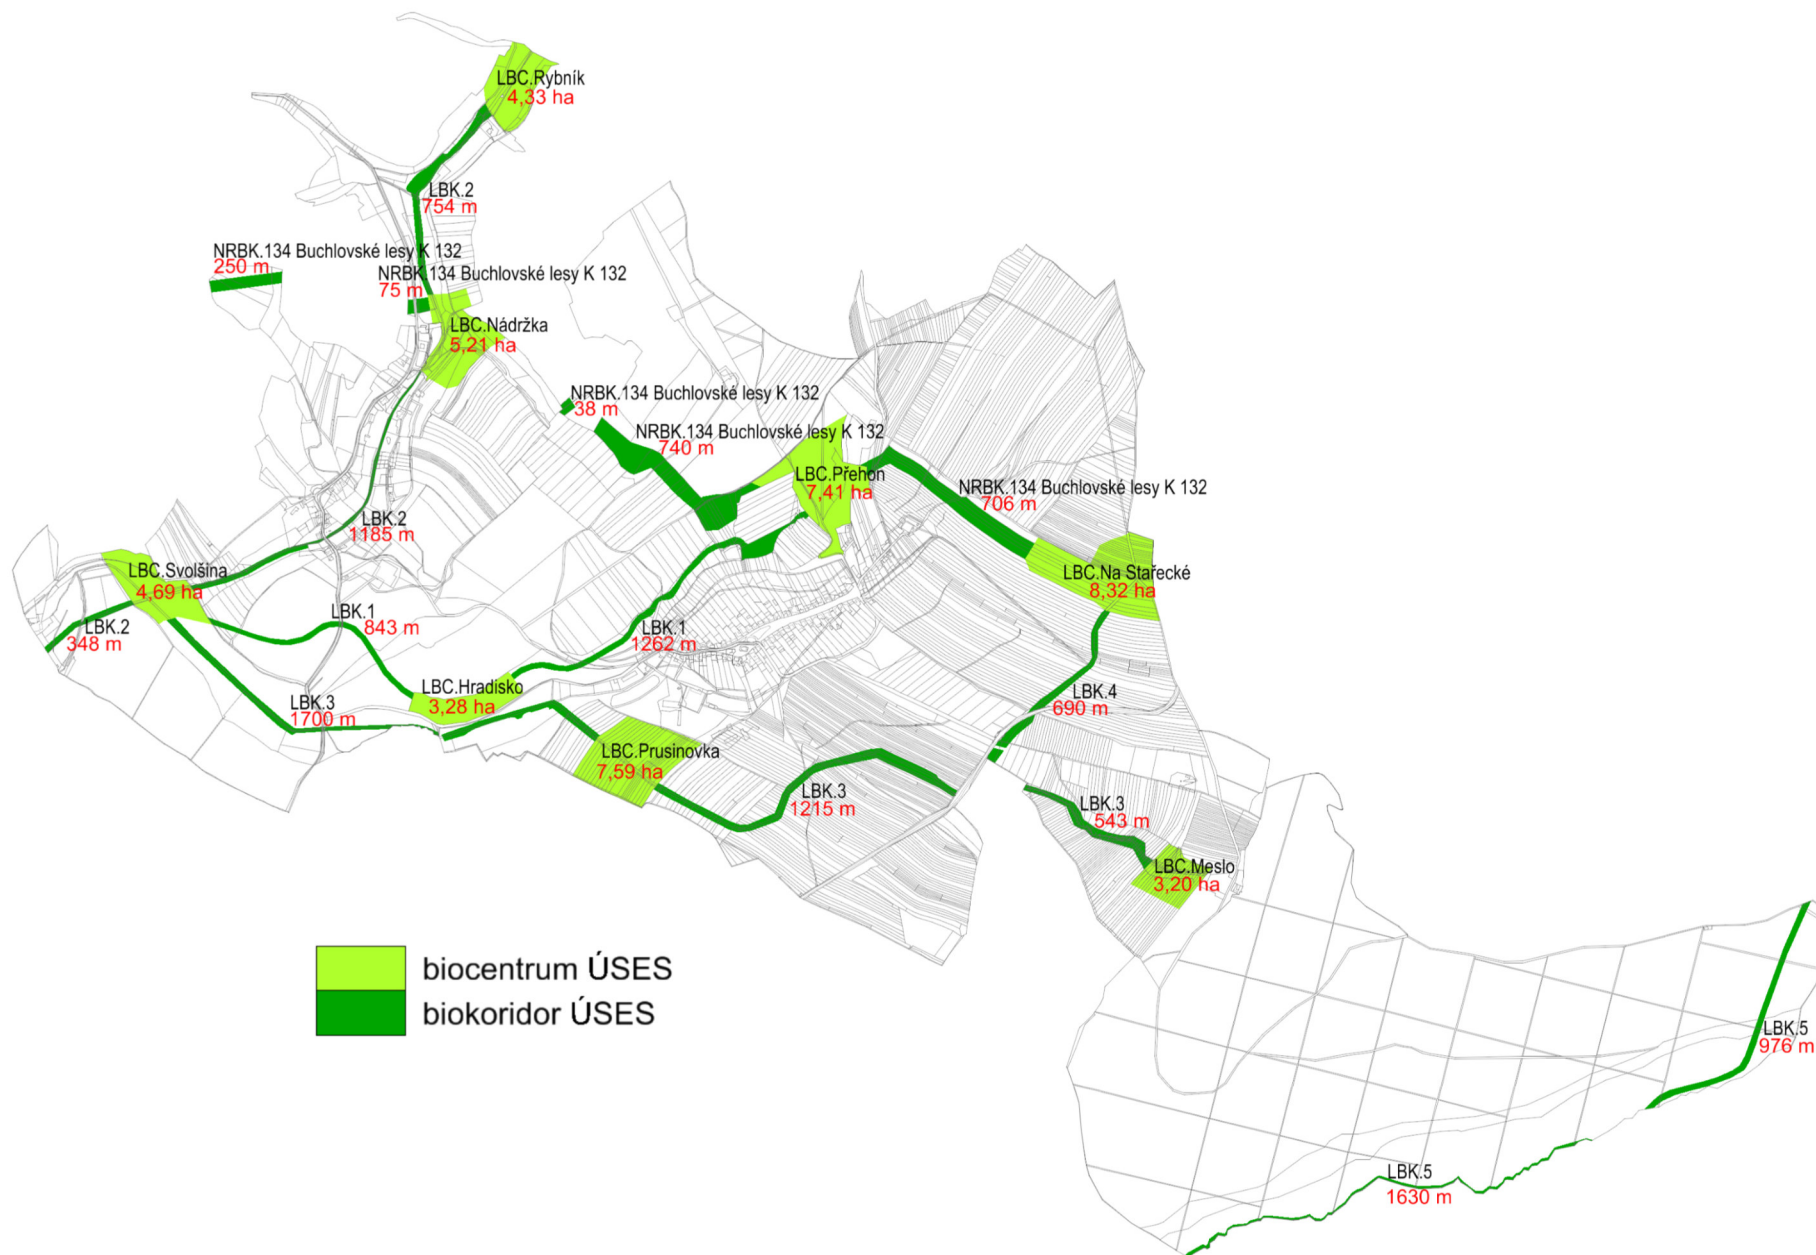 LBC.Rybník
4,33 ha
LBK.2
754 m
NRBK.134 Buchlovské lesy K 132
250 m
NRBK.134 Buchlovské lesy K 132
75 m
LBC.Nádržka
5,21 ha
NRBK.134 Buchlovské lesy K 132
38 m
NRBK.134 Buchlovské lesy K 132
740 m
LBC.Přehon
7,41 ha
NRBK.134 Buchlovské lesy K 132
706 m
LBK.2
1185 m
LBC.Svolšina
4,69 ha
LBC.Na Stařecké
8,32 ha
LBK.1
843 m
LBK.2
348 m
LBK.1
1262 m
LBC.Hradisko
3,28 ha
LBK.4
690 m
LBK.3
1700 m
LBC.Prusinovka
7,59 ha
LBK.3
1215 m
LBK.3
543 m
LBC.Meslo
3,20 ha
biocentrum ÚSES
biokoridor ÚSES
LBK.5
976 m
LBK.5
1630 m